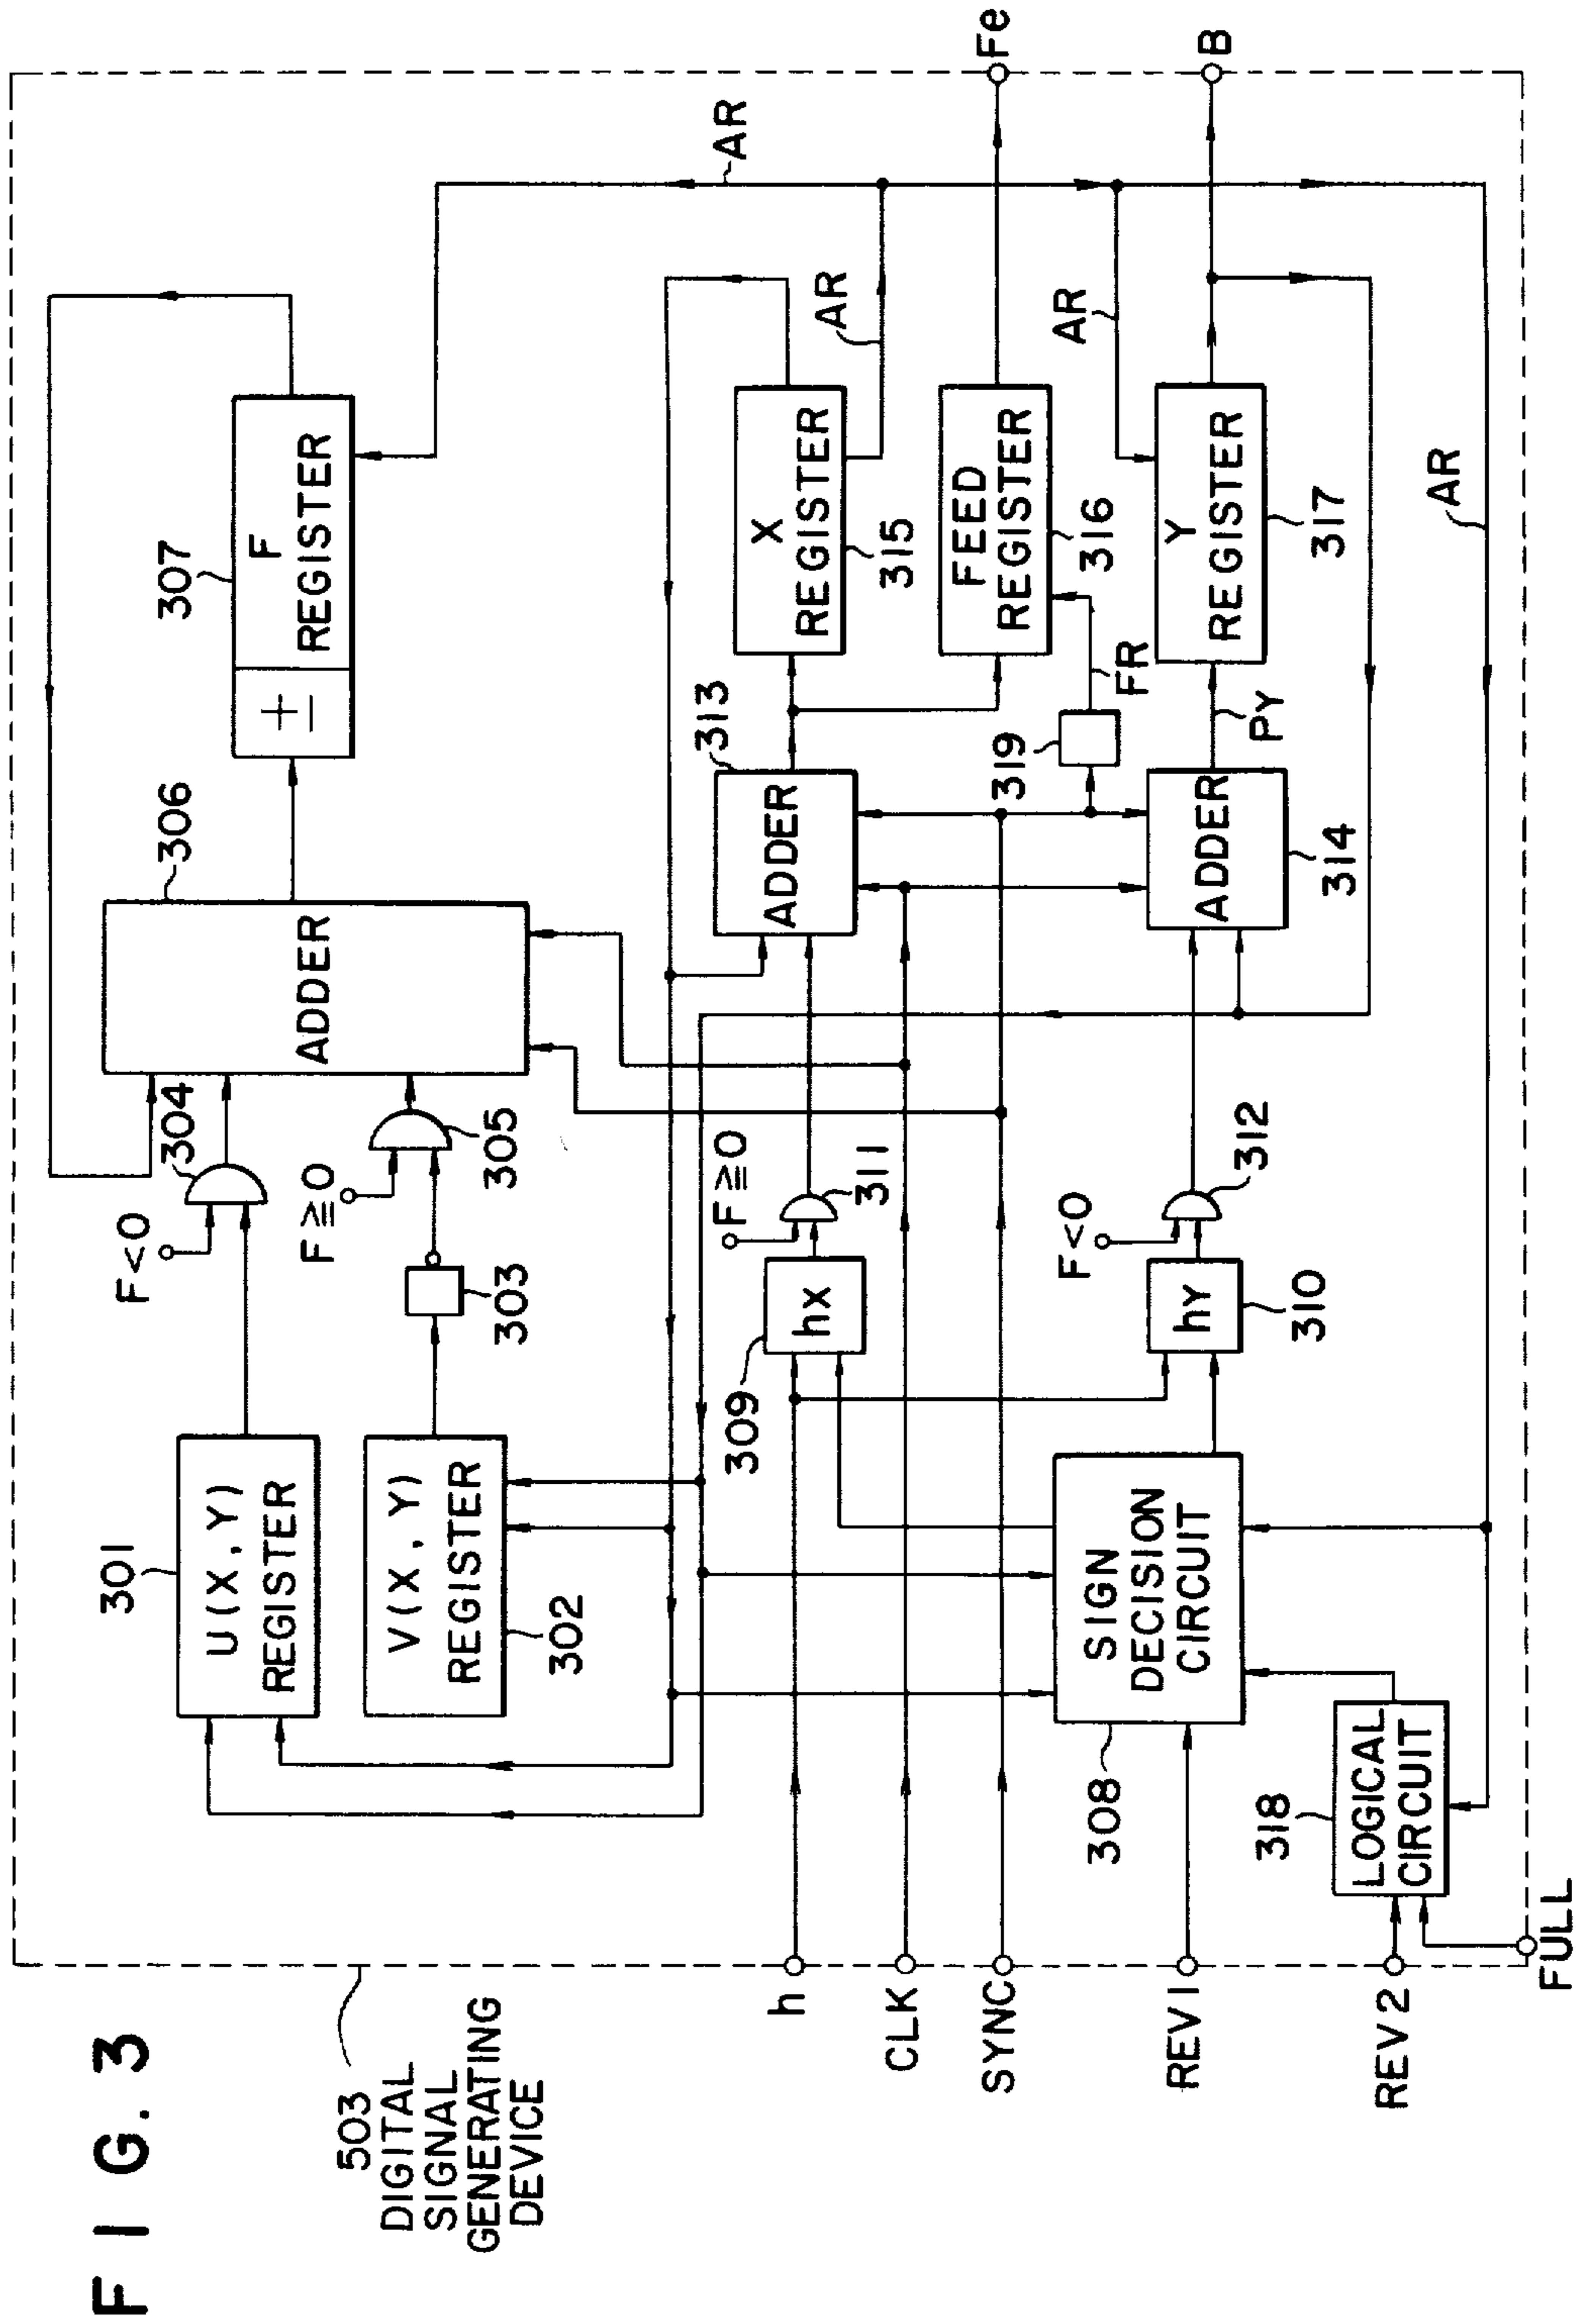 FIG. 3
503
DIGITAL
SIGNAL
GENERATING
DEVICE
301
U(X,Y)
REGISTER
V(X,Y)
REGISTER
302
303
F<0
304
F≧0
305
306
ADDER
307
±
F
REGISTER
AR
h
CLK
SYNC
REV1
REV2
FULL
309
hX
F≧0
311
313
ADDER
X
REGISTER
315
AR
FEED
REGISTER
316
Fe
319
FR
AR
308
SIGN
DECISION
CIRCUIT
hY
310
F<0
312
ADDER
314
PY
Y
REGISTER
317
B
AR
318
LOGICAL
CIRCUIT